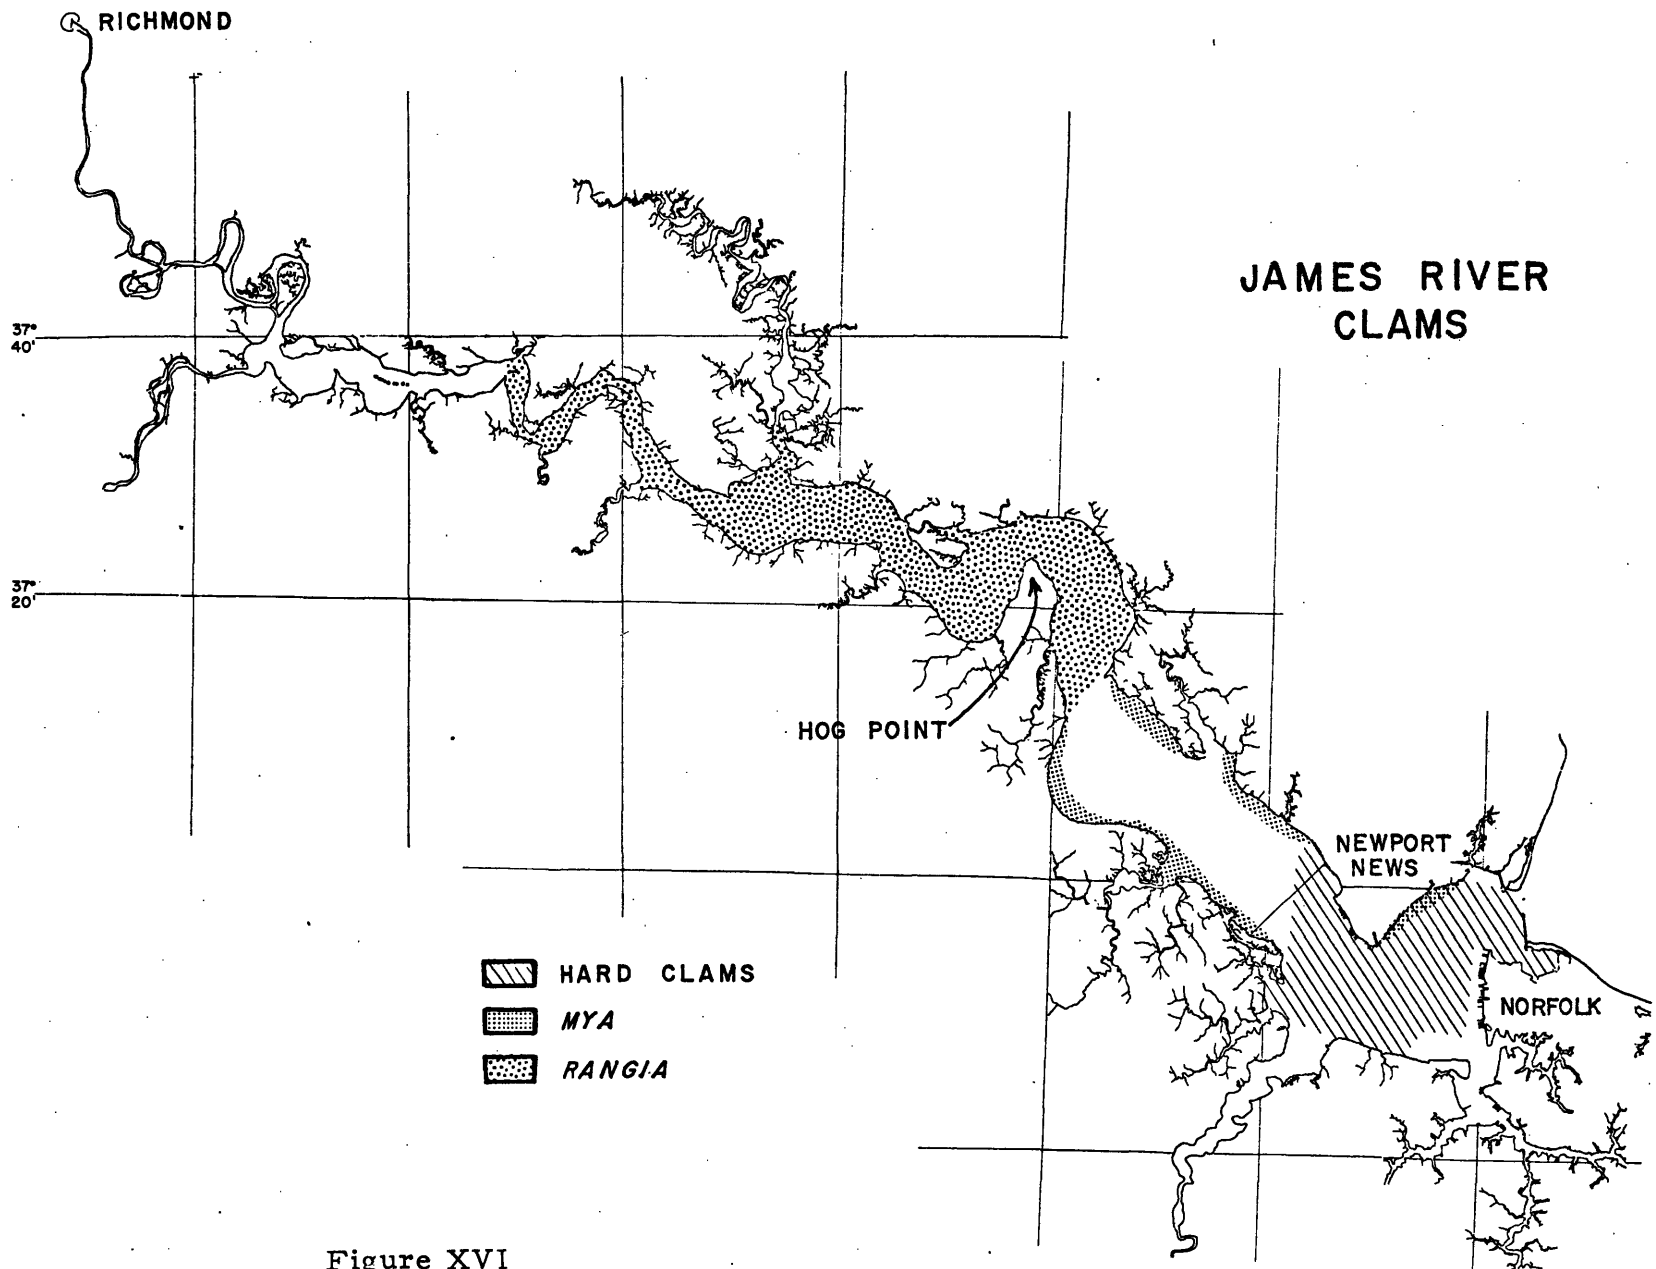 RICHMOND
JAMES RIVER
CLAMS
37°
40'
37°
20'
HOG POINT
NEWPORT
NEWS
HARD CLAMS
MYA
NORFOLK
RANGIA
Figure XVI